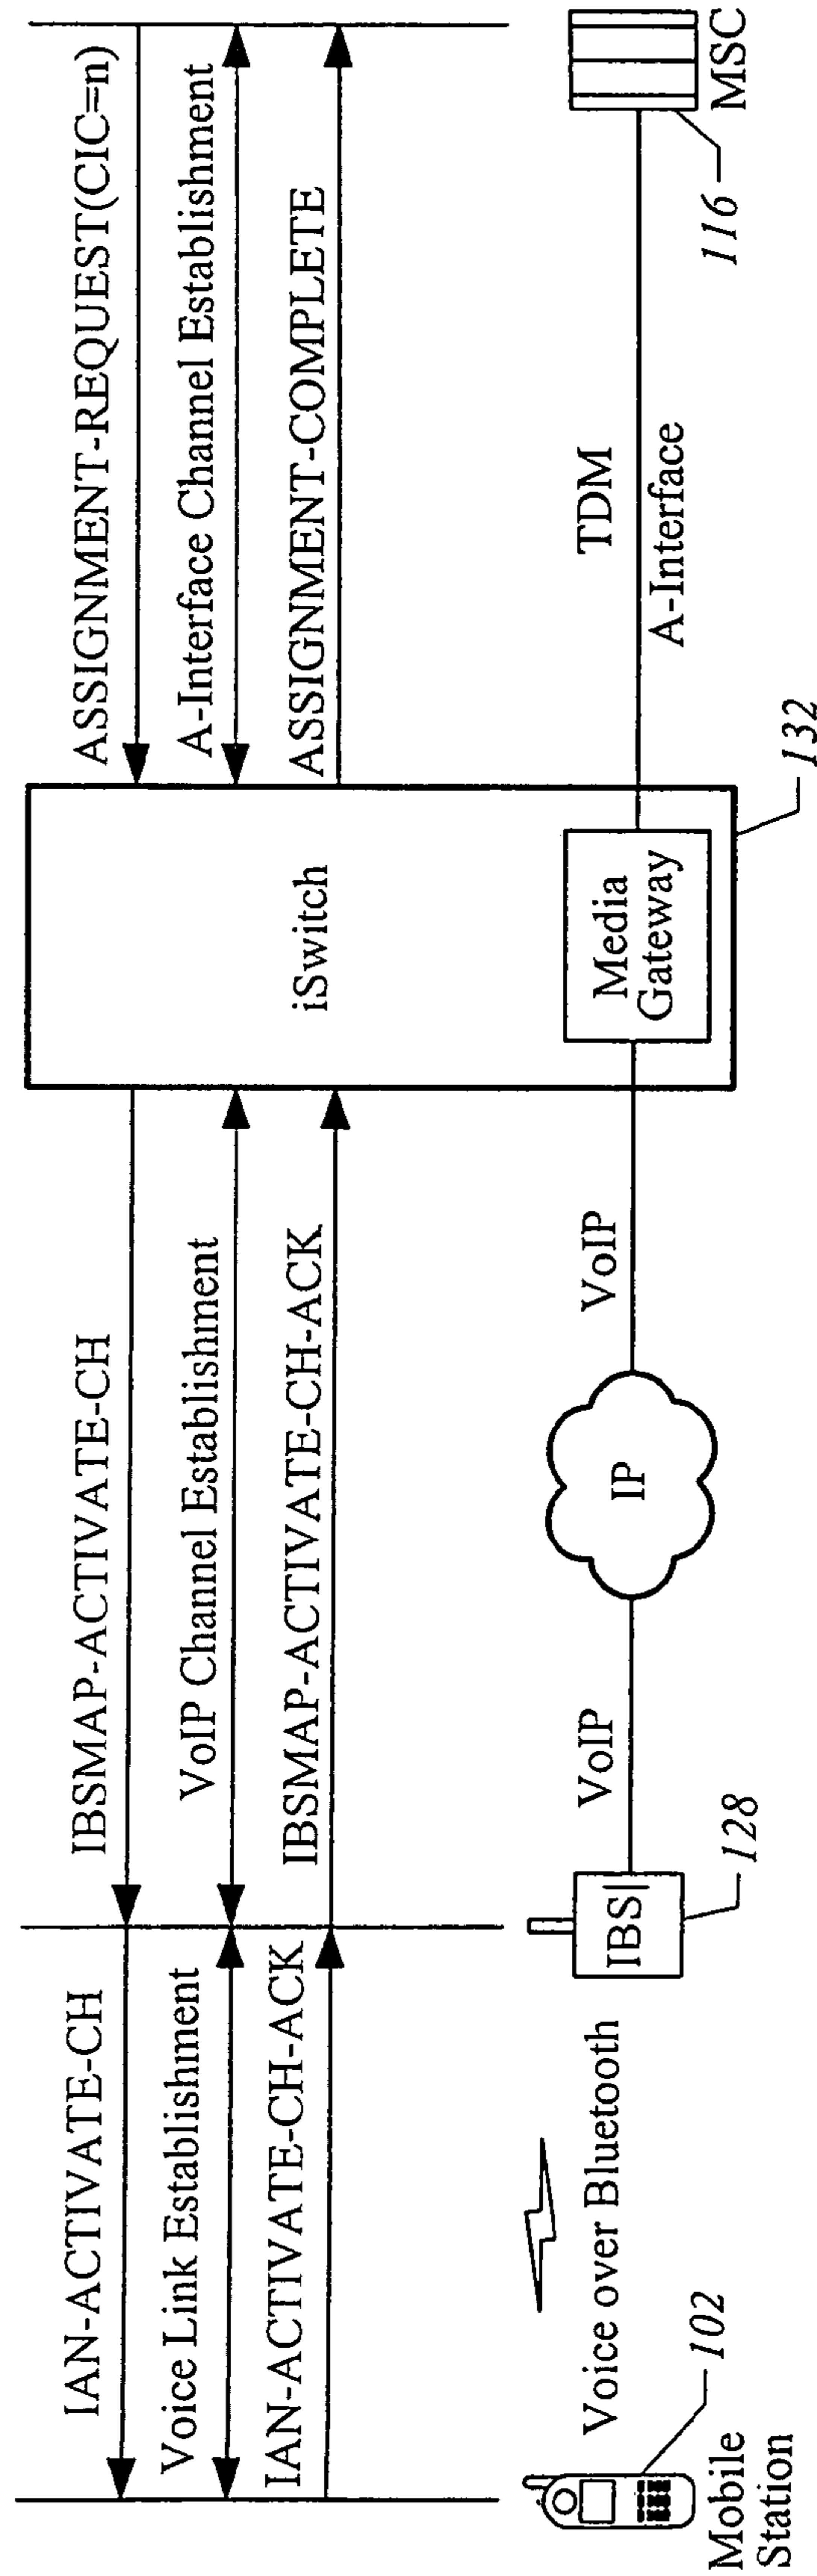 IAN-ACTIVATE-CH
IBSMAP-ACTIVATE-CH
ASSIGNMENT-REQUEST(CIC=n)
Voice Link Establishment
VoIP Channel Establishment
A-Interface Channel Establishment
IAN-ACTIVATE-CH-ACK
IBSMAP-ACTIVATE-CH-ACK
iSwitch
ASSIGNMENT-COMPLETE
Voice over Bluetooth
IBS
VoIP
IP
VoIP
Media
Gateway
TDM
A-Interface
MSC
Mobile
Station
102
128
132
116